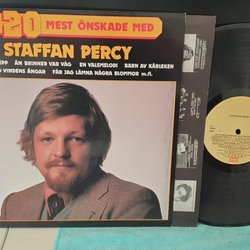 20 MEST ÖNSKADE MED
STAFFAN PERCY
EPP ÄN BRINNER VÅR VÅG EN VALSMELODI BARN AV KÄRLEKEN
VINDENS ÄNGAR FÅR JAG LÄMNA NÅGRA BLOMMOR m.fl.